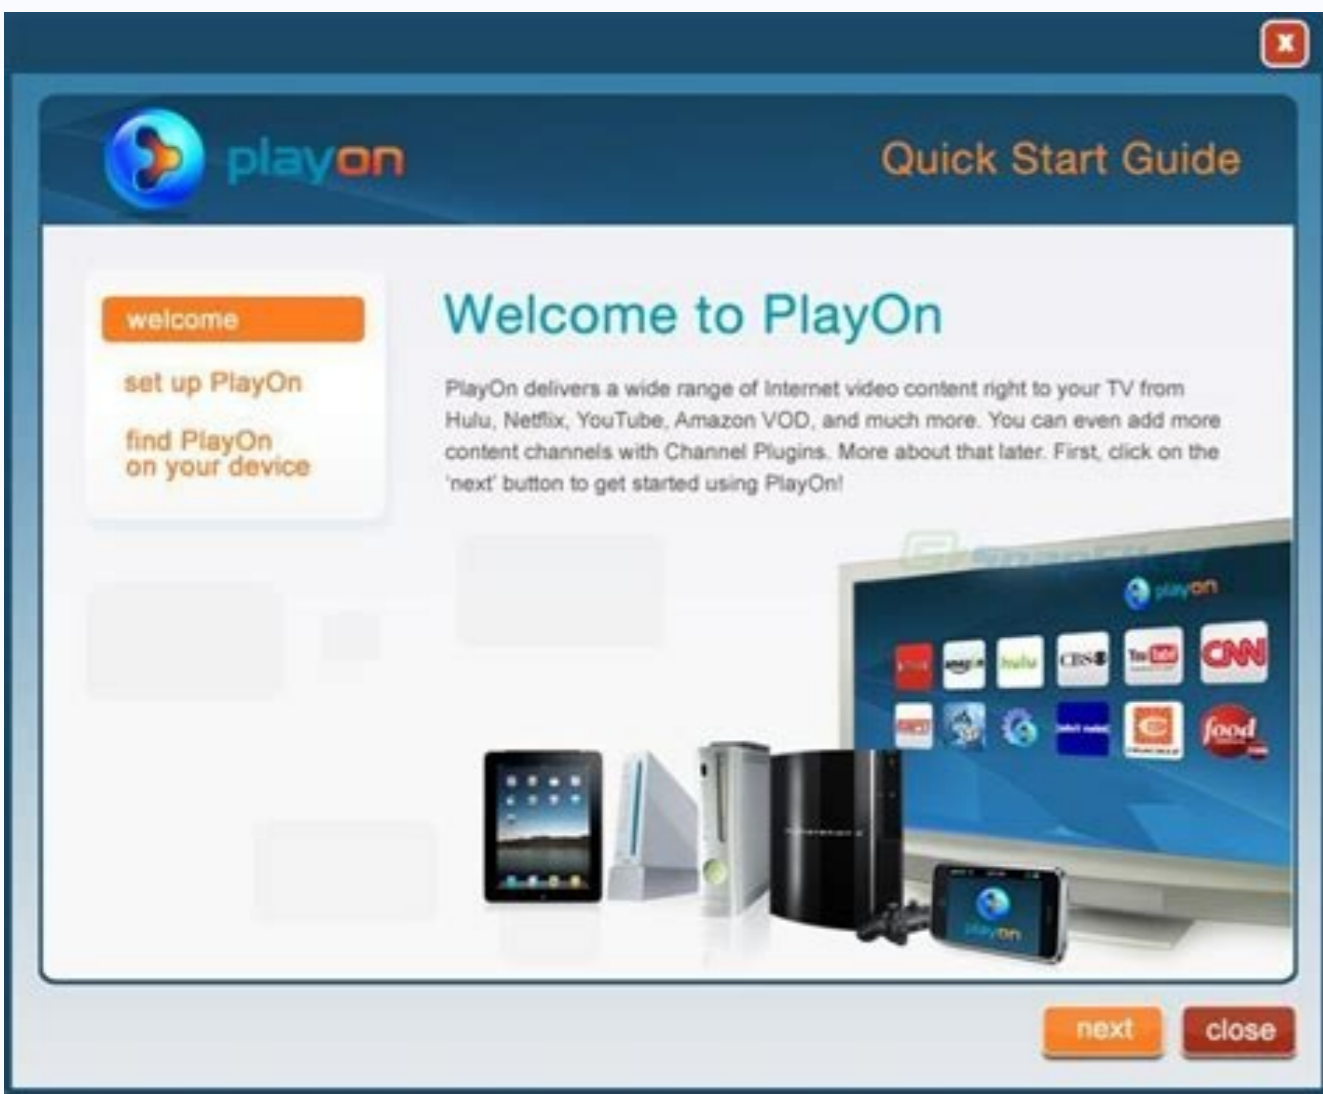 x
playon
Quick Start Guide
welcome
set up PlayOn
find PlayOn
on your device
Welcome to PlayOn
PlayOn delivers a wide range of Internet video content right to your TV from
Hulu, Netflix, YouTube, Amazon VOD, and much more. You can even add more
content channels with Channel Plugins. More about that later. First, click on the
'next' button to get started using PlayOn!
playon
amazon
hulu
CBS
YouTube
CNN
food
playon
next
close